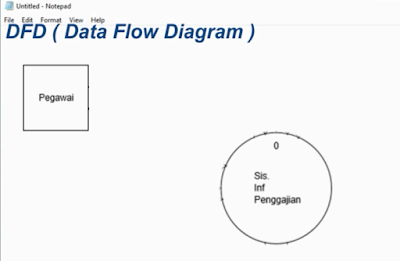 Untitled - Notepad
File Edit Format View Help
DFD ( Data Flow Diagram )
Pegawai
0
Sis.
Inf
Penggajian